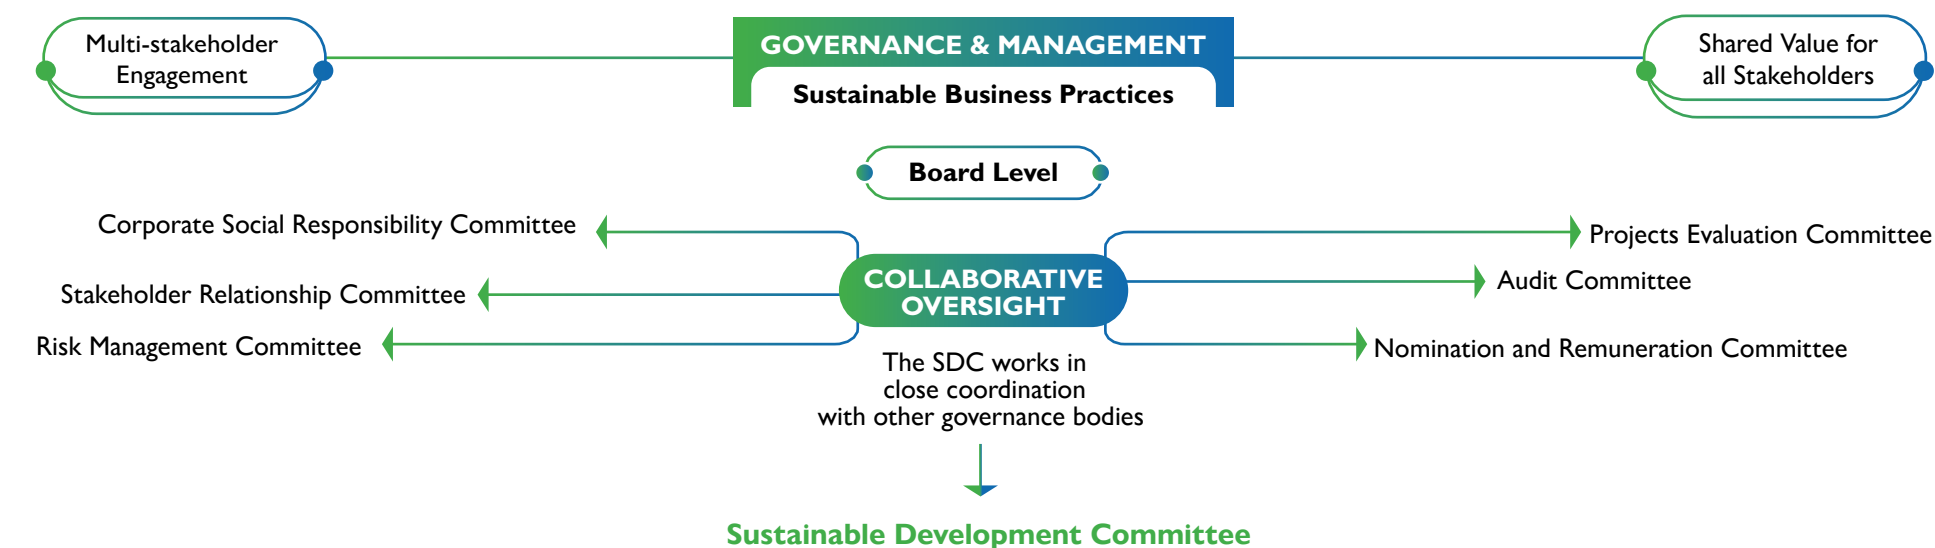 Multi-stakeholder
Engagement
GOVERNANCE & MANAGEMENT
Sustainable Business Practices
Shared Value for
all Stakeholders
Board Level
Corporate Social Responsibility Committee
Stakeholder Relationship Committee
Risk Management Committee
COLLABORATIVE
OVERSIGHT
Projects Evaluation Committee
Audit Committee
Nomination and Remuneration Committee
The SDC works in
close coordination
with other governance bodies
Sustainable Development Committee